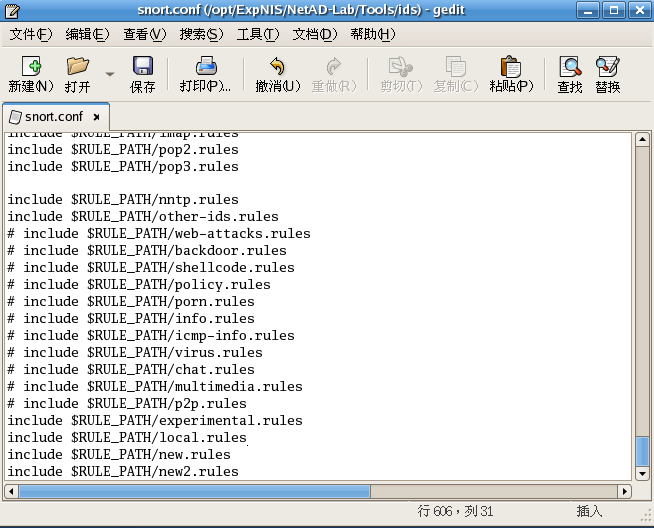 snort.conf (/opt/ExpNIS/NetAD-Lab/Tools/ids) - gedit
文件(F) 编辑(E) 查看(V) 搜索(S) 工具(T) 文档(D) 帮助(H)
新建(N) 打开 保存 打印(P)... 撤消(U) 重做(R) 剪切(T) 复制(C) 粘贴(P) 查找 替换
snort.conf
include $RULE_PATH/imap.rules
include $RULE_PATH/pop2.rules
include $RULE_PATH/pop3.rules
include $RULE_PATH/nntp.rules
include $RULE_PATH/other-ids.rules
# include $RULE_PATH/web-attacks.rules
# include $RULE_PATH/backdoor.rules
# include $RULE_PATH/shellcode.rules
# include $RULE_PATH/policy.rules
# include $RULE_PATH/porn.rules
# include $RULE_PATH/info.rules
# include $RULE_PATH/icmp-info.rules
# include $RULE_PATH/virus.rules
# include $RULE_PATH/chat.rules
# include $RULE_PATH/multimedia.rules
# include $RULE_PATH/p2p.rules
include $RULE_PATH/experimental.rules
include $RULE_PATH/local.rules
include $RULE_PATH/new.rules
include $RULE_PATH/new2.rules
行 606，列 31 插入